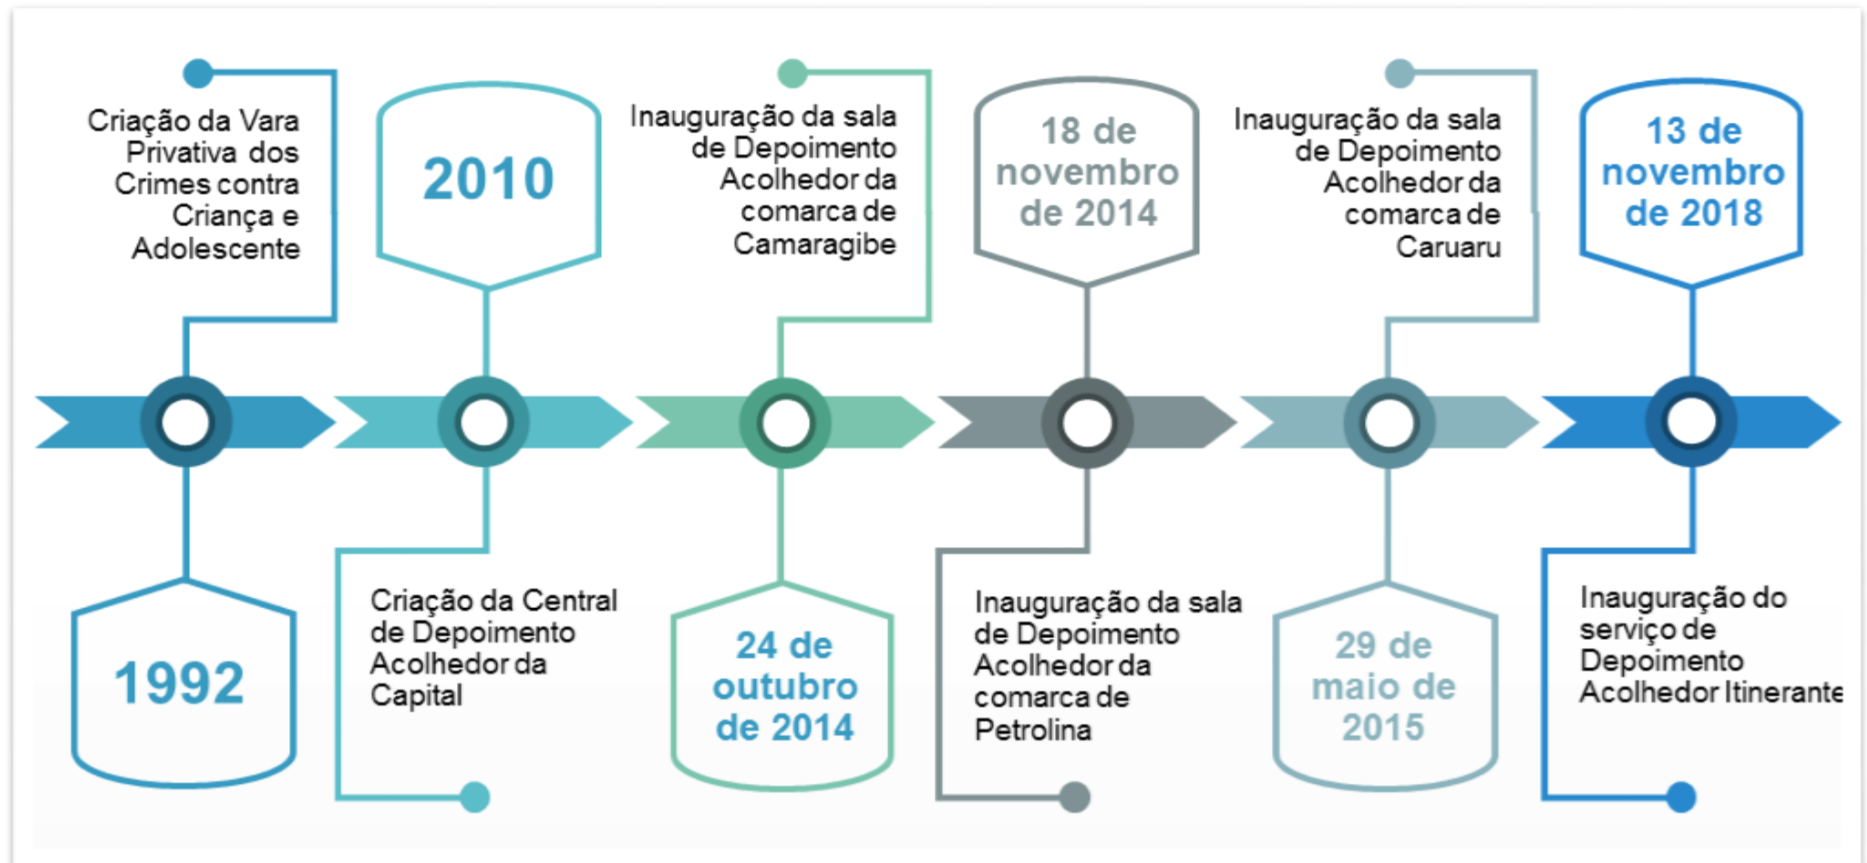 Criação da Vara
Privativa dos
Crimes contra
Criança e
Adolescente
1992
2010
Criação da Central
de Depoimento
Acolhedor da
Capital
Inauguração da sala
de Depoimento
Acolhedor da
comarca de
Camaragibe
24 de
outubro
de 2014
18 de
novembro
de 2014
Inauguração da sala
de Depoimento
Acolhedor da
comarca de
Petrolina
Inauguração da sala
de Depoimento
Acolhedor da
comarca de
Caruaru
29 de
maio de
2015
13 de
novembro
de 2018
Inauguração do
serviço de
Depoimento
Acolhedor Itinerante